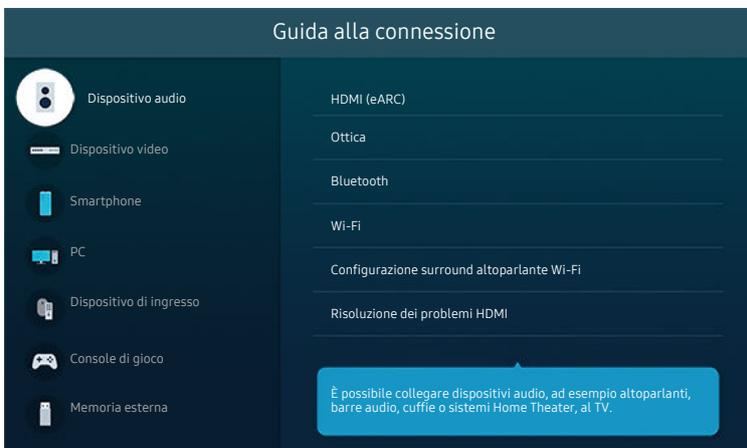 Guida alla connessione
Dispositivo audio
Dispositivo video
Smartphone
PC
Dispositivo di ingresso
Console di gioco
Memoria esterna
HDMI (eARC)
Ottica
Bluetooth
Wi-Fi
Configurazione surround altoparlante Wi-Fi
Risoluzione dei problemi HDMI
È possibile collegare dispositivi audio, ad esempio altoparlanti,
barre audio, cuffie o sistemi Home Theater, al TV.